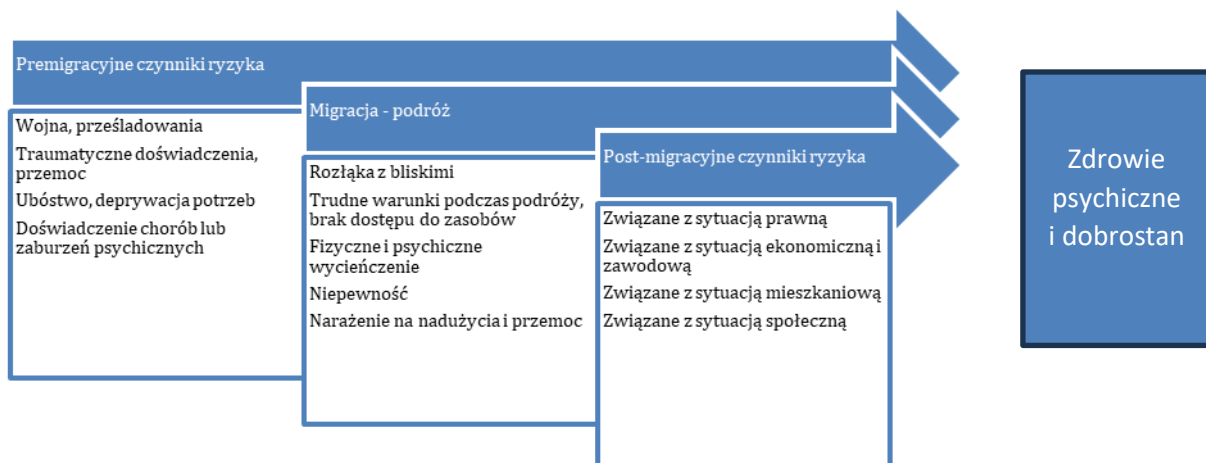 Premigracyjne czynniki ryzyka
Wojna, prześladowania
Traumatyczne doświadczenia,
przemoc
Ubóstwo, deprywacja potrzeb
Doświadczenie chorób lub
zaburzeń psychicznych
Migracja - podróż
Rozłąka z bliskimi
Trudne warunki podczas podróży,
brak dostępu do zasobów
Fizyczne i psychiczne
wycieńczenie
Niepewność
Narażenie na nadużycia i przemoc
Post-migracyjne czynniki ryzyka
Związane z sytuacją prawną
Związane z sytuacją ekonomiczną i
zawodową
Związane z sytuacją mieszkaniową
Związane z sytuacją społeczną
Zdrowie
psychiczne
i dobrostan